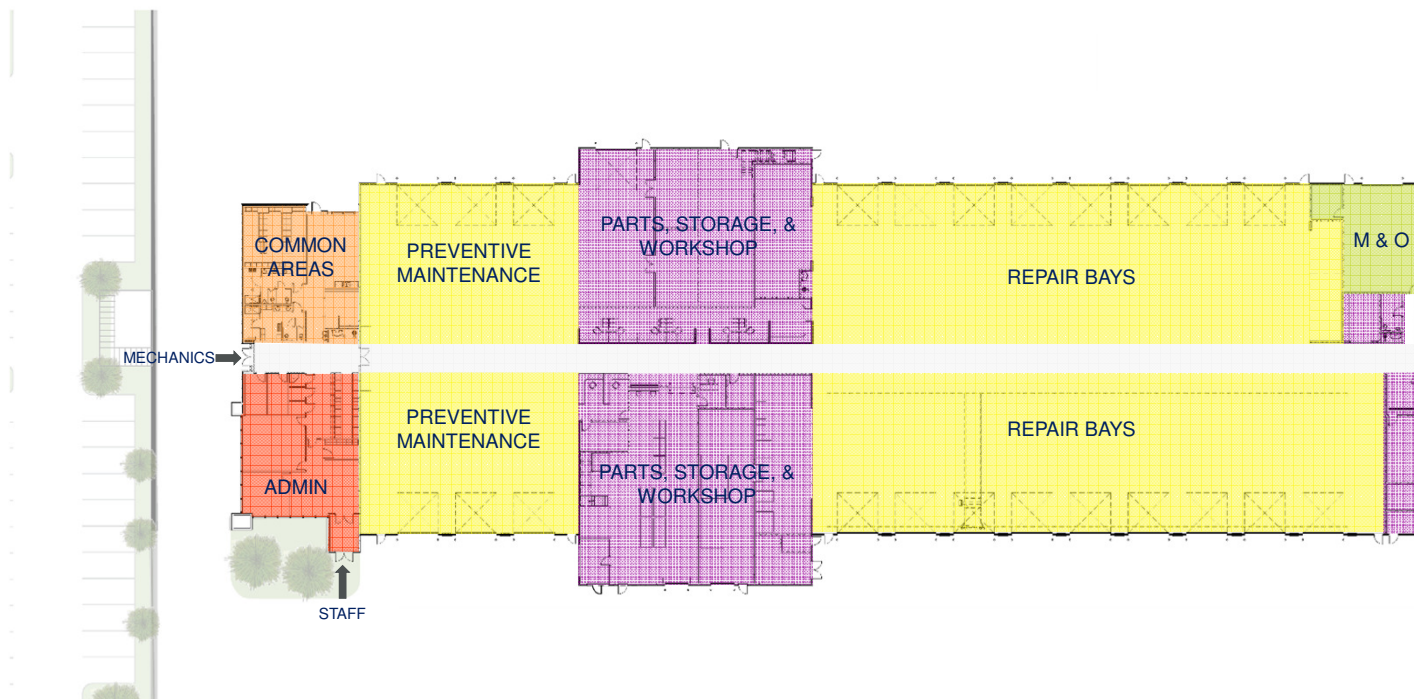 COMMON
AREAS
PREVENTIVE
MAINTENANCE
PARTS, STORAGE, &
WORKSHOP
REPAIR BAYS
M & O
MECHANICS
ADMIN
PREVENTIVE
MAINTENANCE
PARTS, STORAGE, &
WORKSHOP
REPAIR BAYS
STAFF